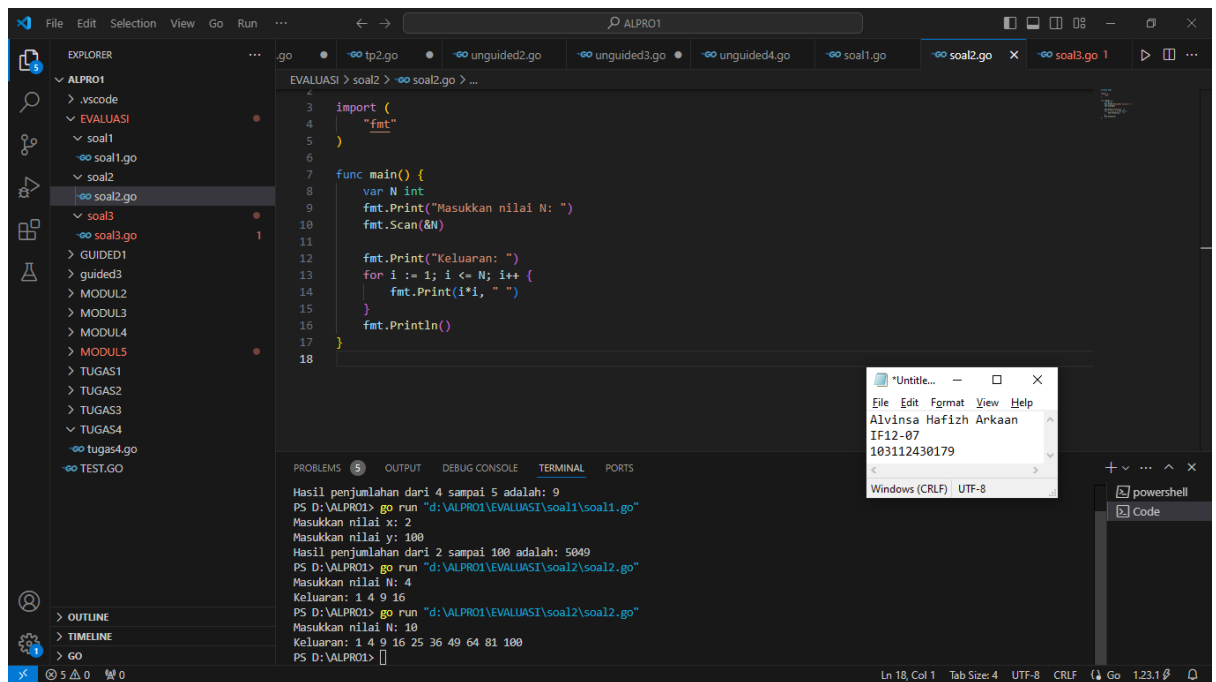 File Edit Selection View Go Run ... ALPRO1
EXPLORER ...
ALPRO1
.vscode
EVALUASI
soal1
soal1.go
soal2
soal2.go
soal3
soal3.go 1
GUIDED1
guided3
MODUL2
MODUL3
MODUL4
MODUL5
TUGAS1
TUGAS2
TUGAS3
TUGAS4
tugas4.go
TEST.GO
OUTLINE
TIMELINE
GO
5
1
.go tp2.go unguided2.go unguided3.go unguided4.go soal1.go soal2.go soal3.go 1 ...
EVALUASI > soal2 > soal2.go > ...
2
3 import (
4 "fmt"
5 )
6
7 func main() {
8 var N int
9 fmt.Print("Masukkan nilai N: ")
10 fmt.Scan(&N)
11
12 fmt.Print("Keluaran: ")
13 for i := 1; i <= N; i++ {
14 fmt.Print(i*i, " ")
15 }
16 fmt.Println()
17 }
18
*Untitle...
File Edit Format View Help
Alvinsa Hafizh Arkaan
IF12-07
103112430179
Windows (CRLF) UTF-8
PROBLEMS 5 OUTPUT DEBUG CONSOLE TERMINAL PORTS
Hasil penjumlahan dari 4 sampai 5 adalah: 9
PS D:\ALPRO1> go run "d:\ALPRO1\EVALUASI\soal1\soal1.go"
Masukkan nilai x: 2
Masukkan nilai y: 100
Hasil penjumlahan dari 2 sampai 100 adalah: 5049
PS D:\ALPRO1> go run "d:\ALPRO1\EVALUASI\soal2\soal2.go"
Masukkan nilai N: 4
Keluaran: 1 4 9 16
PS D:\ALPRO1> go run "d:\ALPRO1\EVALUASI\soal2\soal2.go"
Masukkan nilai N: 10
Keluaran: 1 4 9 16 25 36 49 64 81 100
PS D:\ALPRO1>
powershell
Code
5 0 0 Ln 18, Col 1 Tab Size: 4 UTF-8 CRLF Go 1.23.1